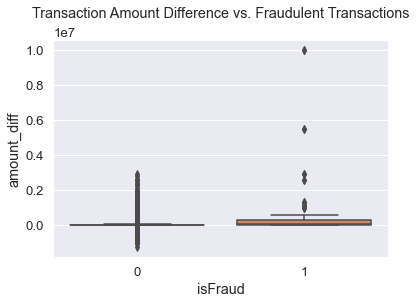 Transaction Amount Difference vs. Fraudulent Transactions
1e7
1.0
0.8
0.6
0.4
0.2
0.0
amount_diff
0
1
isFraud